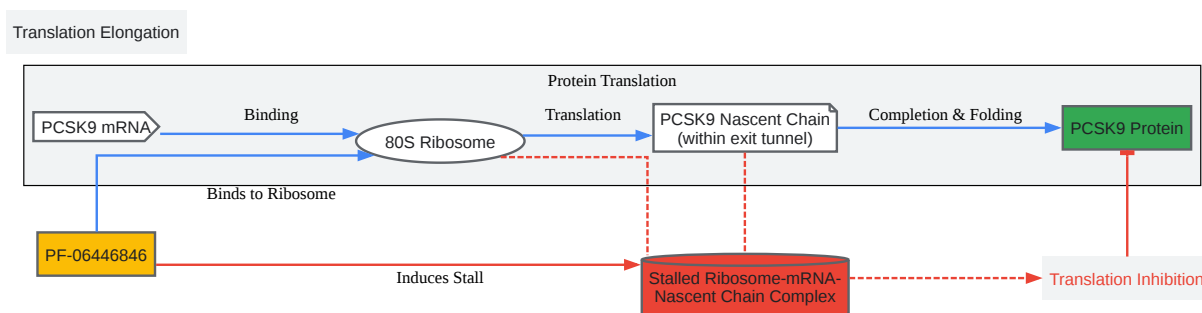 Translation Elongation
Protein Translation
PCSK9 mRNA
Binding
80S Ribosome
Translation
PCSK9 Nascent Chain
(within exit tunnel)
Completion & Folding
PCSK9 Protein
Binds to Ribosome
PF-06446846
Induces Stall
Stalled Ribosome-mRNA-
Nascent Chain Complex
Translation Inhibition